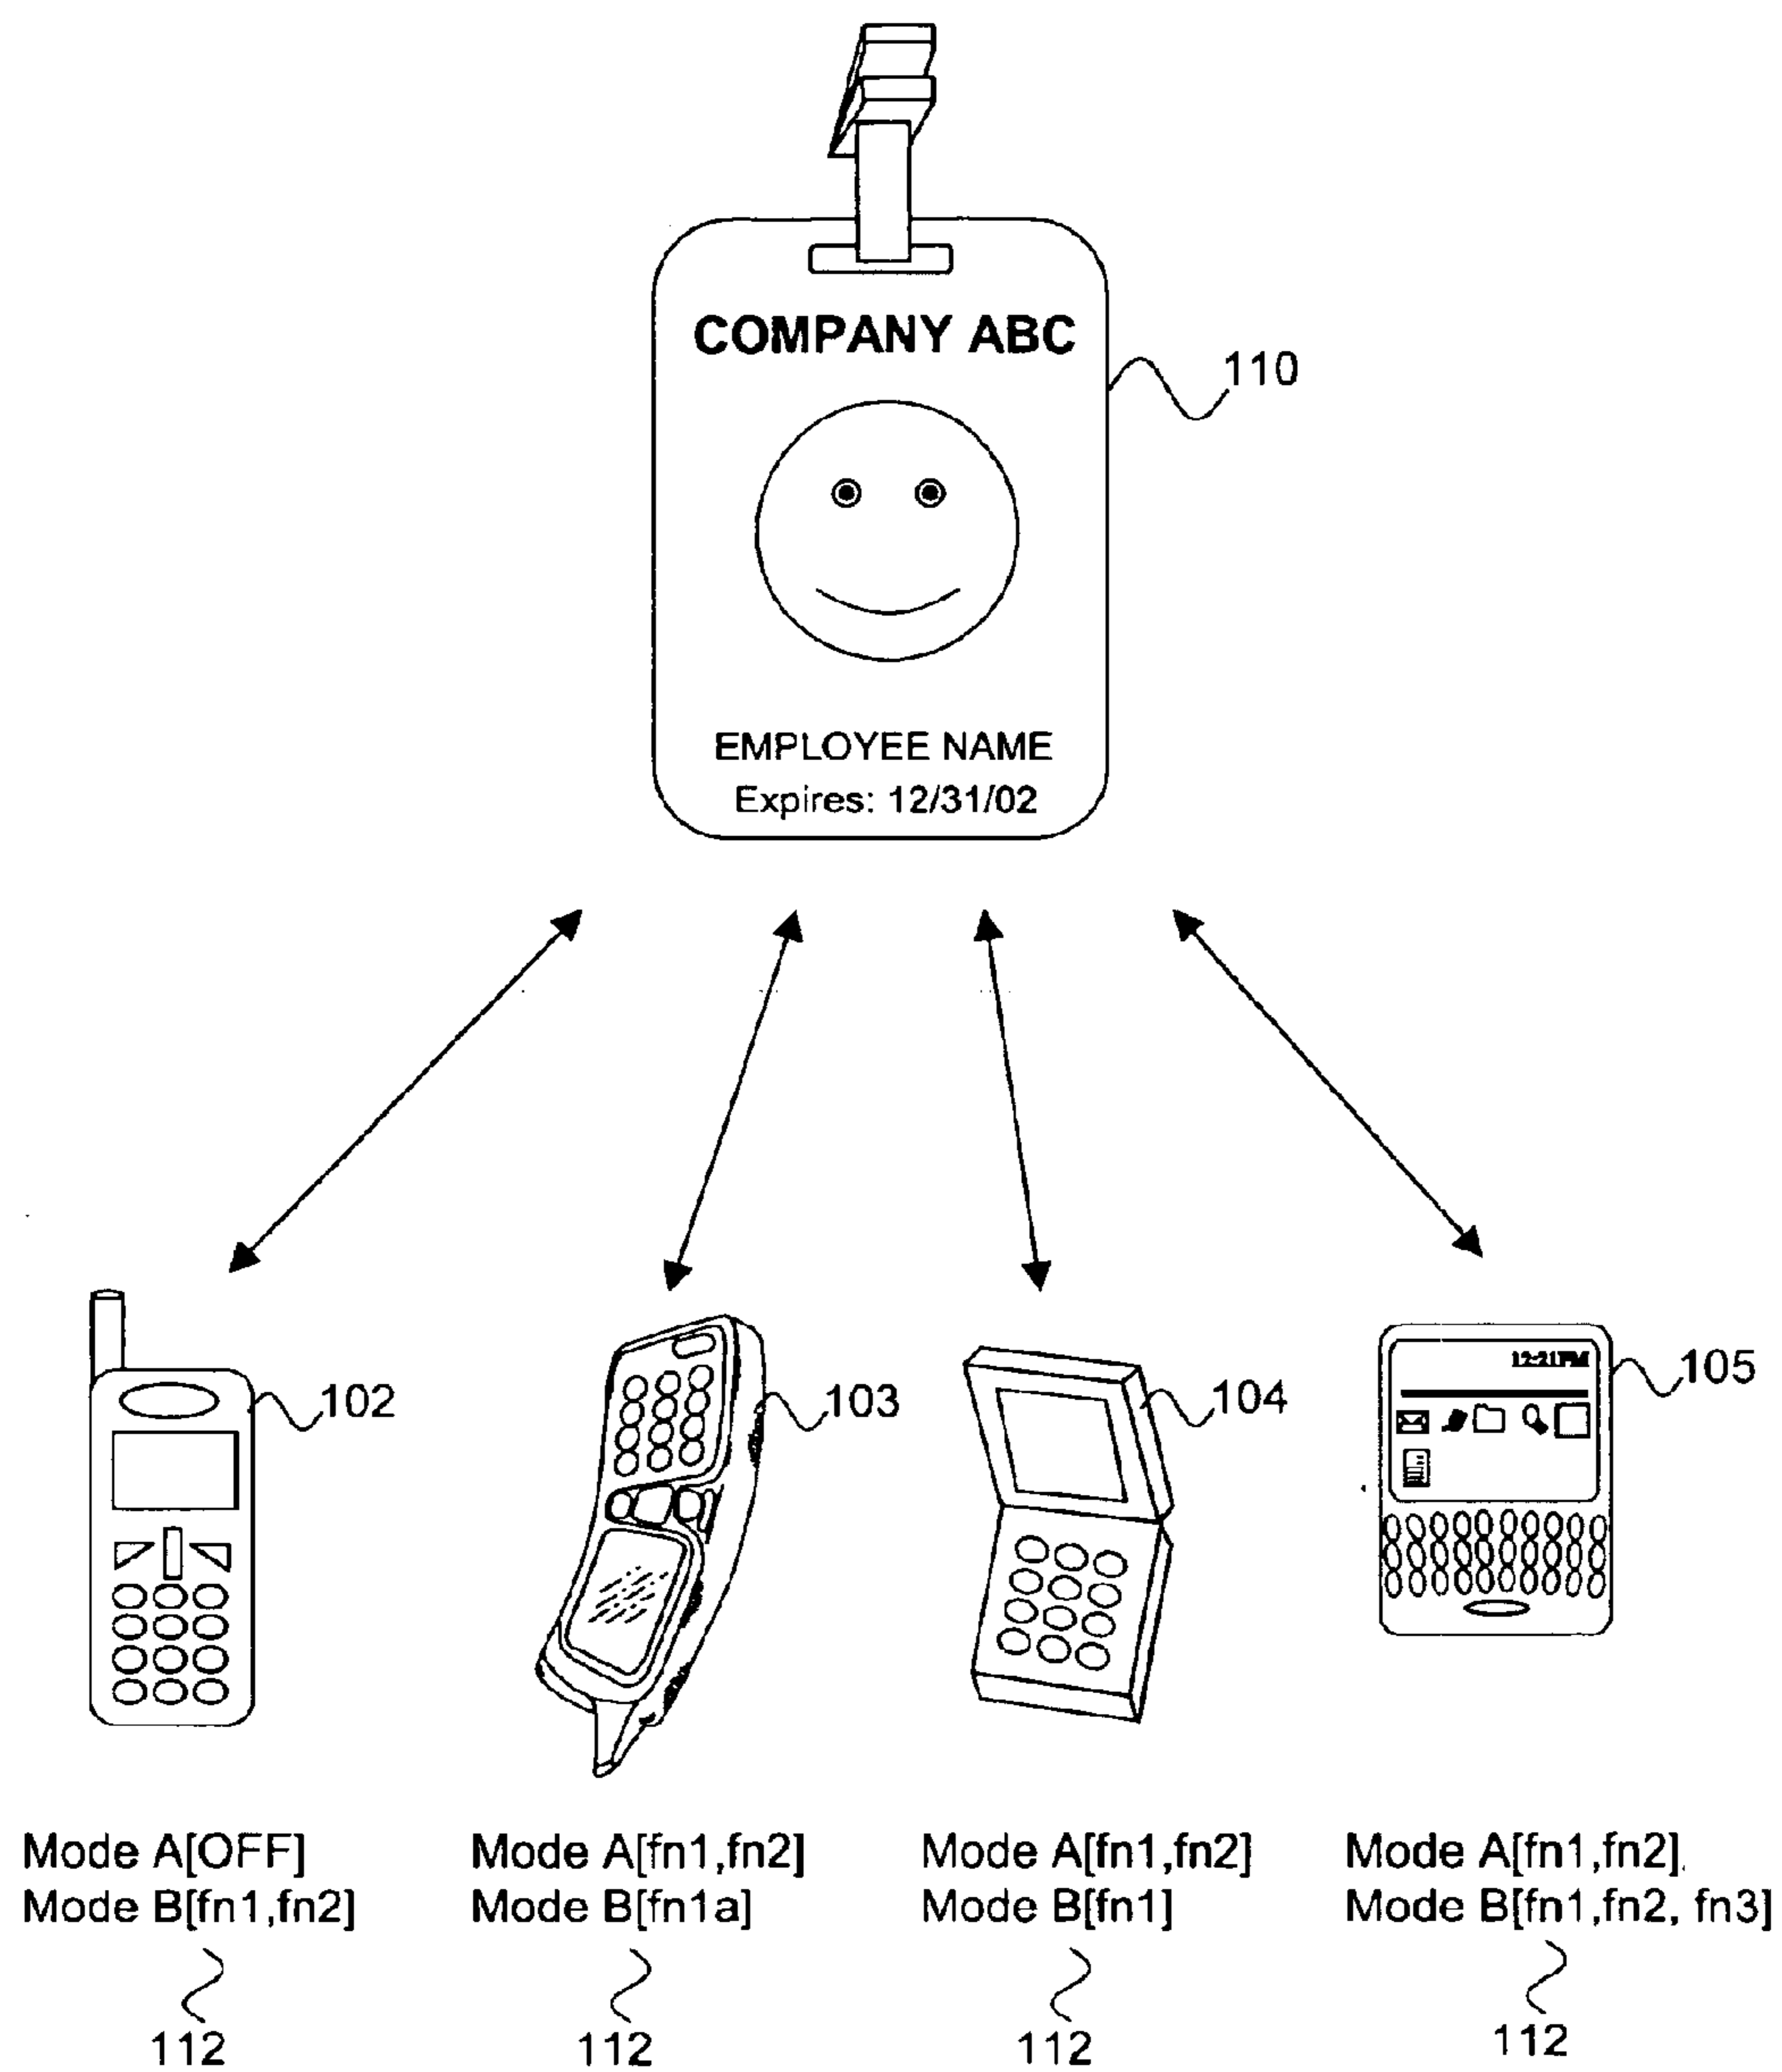 COMPANY ABC
110
EMPLOYEE NAME
Expires: 12/31/02
12:21PM
102
103
104
105
Mode A[OFF]
Mode B[fn1,fn2]
112
Mode A[fn1,fn2]
Mode B[fn1a]
112
Mode A[fn1,fn2]
Mode B[fn1]
112
Mode A[fn1,fn2]
Mode B[fn1,fn2, fn3]
112